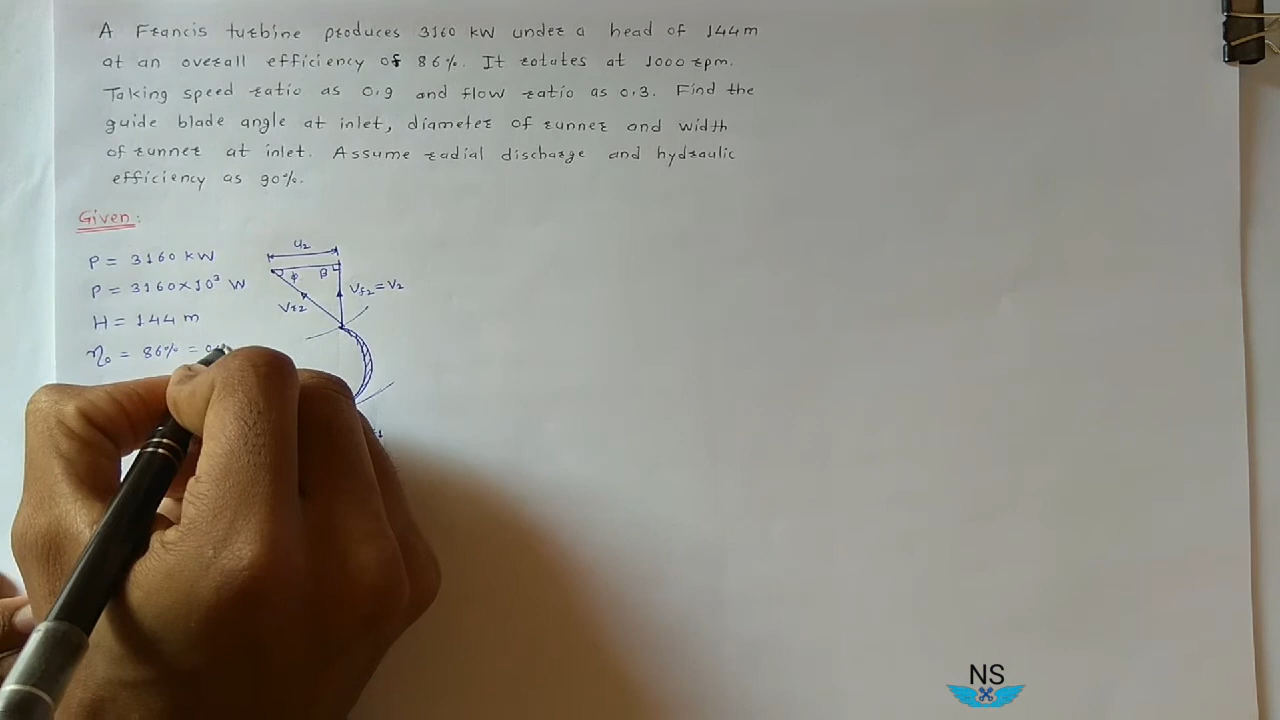 A Francis turbine produces 3160 kW under a head of 144m
at an overall efficiency of 86%. It rotates at 1000 rpm.
Taking speed ratio as 0.9 and flow ratio as 0.3. Find the
guide blade angle at inlet, diameter of runner and width
of runner at inlet. Assume radial discharge and hydraulic
efficiency as 90%.
Given:
P = 3160 kW
P = 3160×10³ W
H = 144 m
η₀ = 86% =
u₂
φ β
Vf₂ = V₂
Vr₂
NS